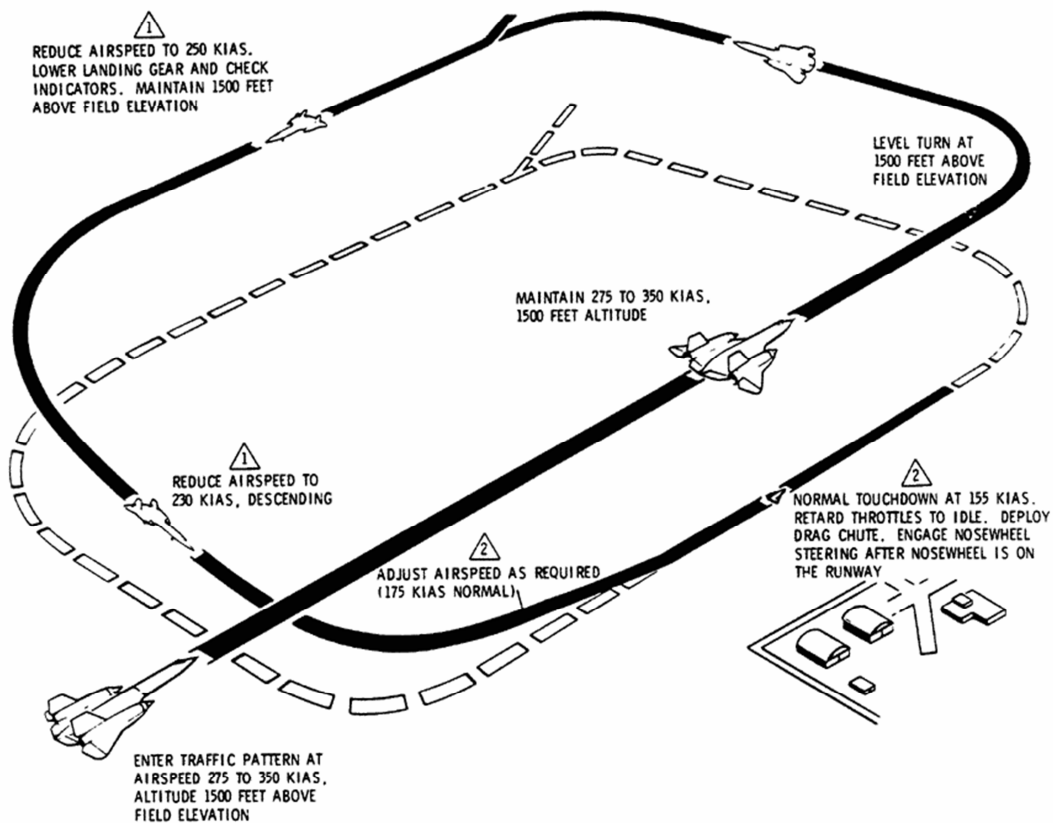 1
REDUCE AIRSPEED TO 250 KIAS.
LOWER LANDING GEAR AND CHECK
INDICATORS. MAINTAIN 1500 FEET
ABOVE FIELD ELEVATION
LEVEL TURN AT
1500 FEET ABOVE
FIELD ELEVATION
MAINTAIN 275 TO 350 KIAS,
1500 FEET ALTITUDE
1
REDUCE AIRSPEED TO
230 KIAS, DESCENDING
2
ADJUST AIRSPEED AS REQUIRED
(175 KIAS NORMAL)
2
NORMAL TOUCHDOWN AT 155 KIAS.
RETARD THROTTLES TO IDLE. DEPLOY
DRAG CHUTE. ENGAGE NOSEWHEEL
STEERING AFTER NOSEWHEEL IS ON
THE RUNWAY
ENTER TRAFFIC PATTERN AT
AIRSPEED 275 TO 350 KIAS,
ALTITUDE 1500 FEET ABOVE
FIELD ELEVATION